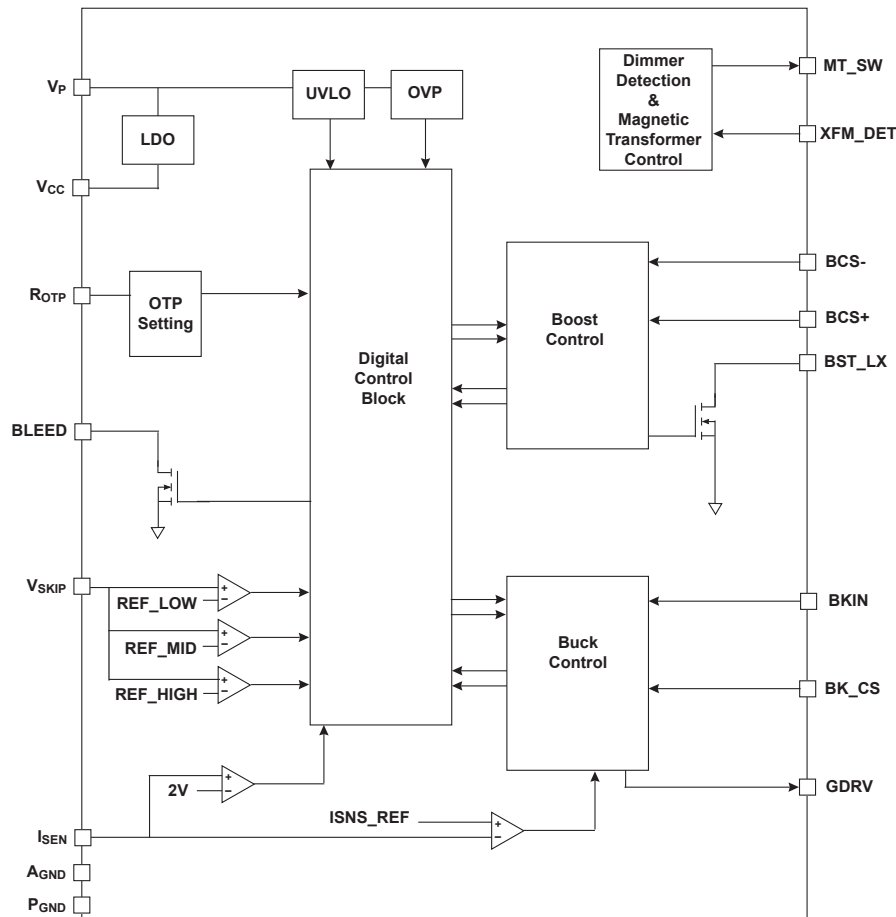 VP
UVLO
OVP
LDO
VCC
ROTP
OTP
Setting
BLEED
VSKIP
+
−
REF_LOW
+
−
REF_MID
+
−
REF_HIGH
+
−
2V
ISNS_REF
+
−
ISEN
AGND
PGND
Digital
Control
Block
Dimmer
Detection
&
Magnetic
Transformer
Control
MT_SW
XFM_DET
Boost
Control
BCS-
BCS+
BST_LX
Buck
Control
BKIN
BK_CS
GDRV